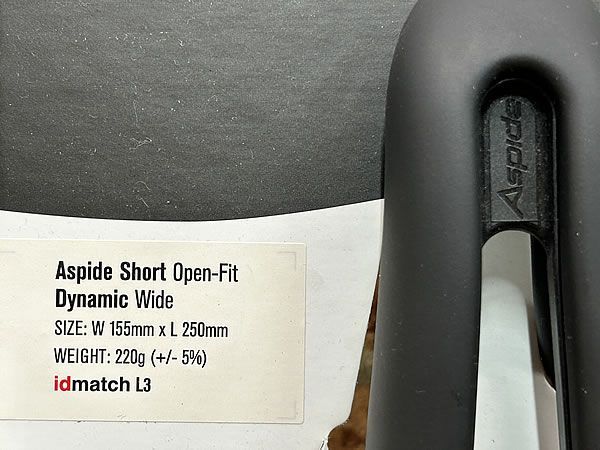 Aspide
Aspide Short Open-Fit
Dynamic Wide
SIZE: W 155mm x L 250mm
WEIGHT: 220g (+/- 5%)
idmatch L3